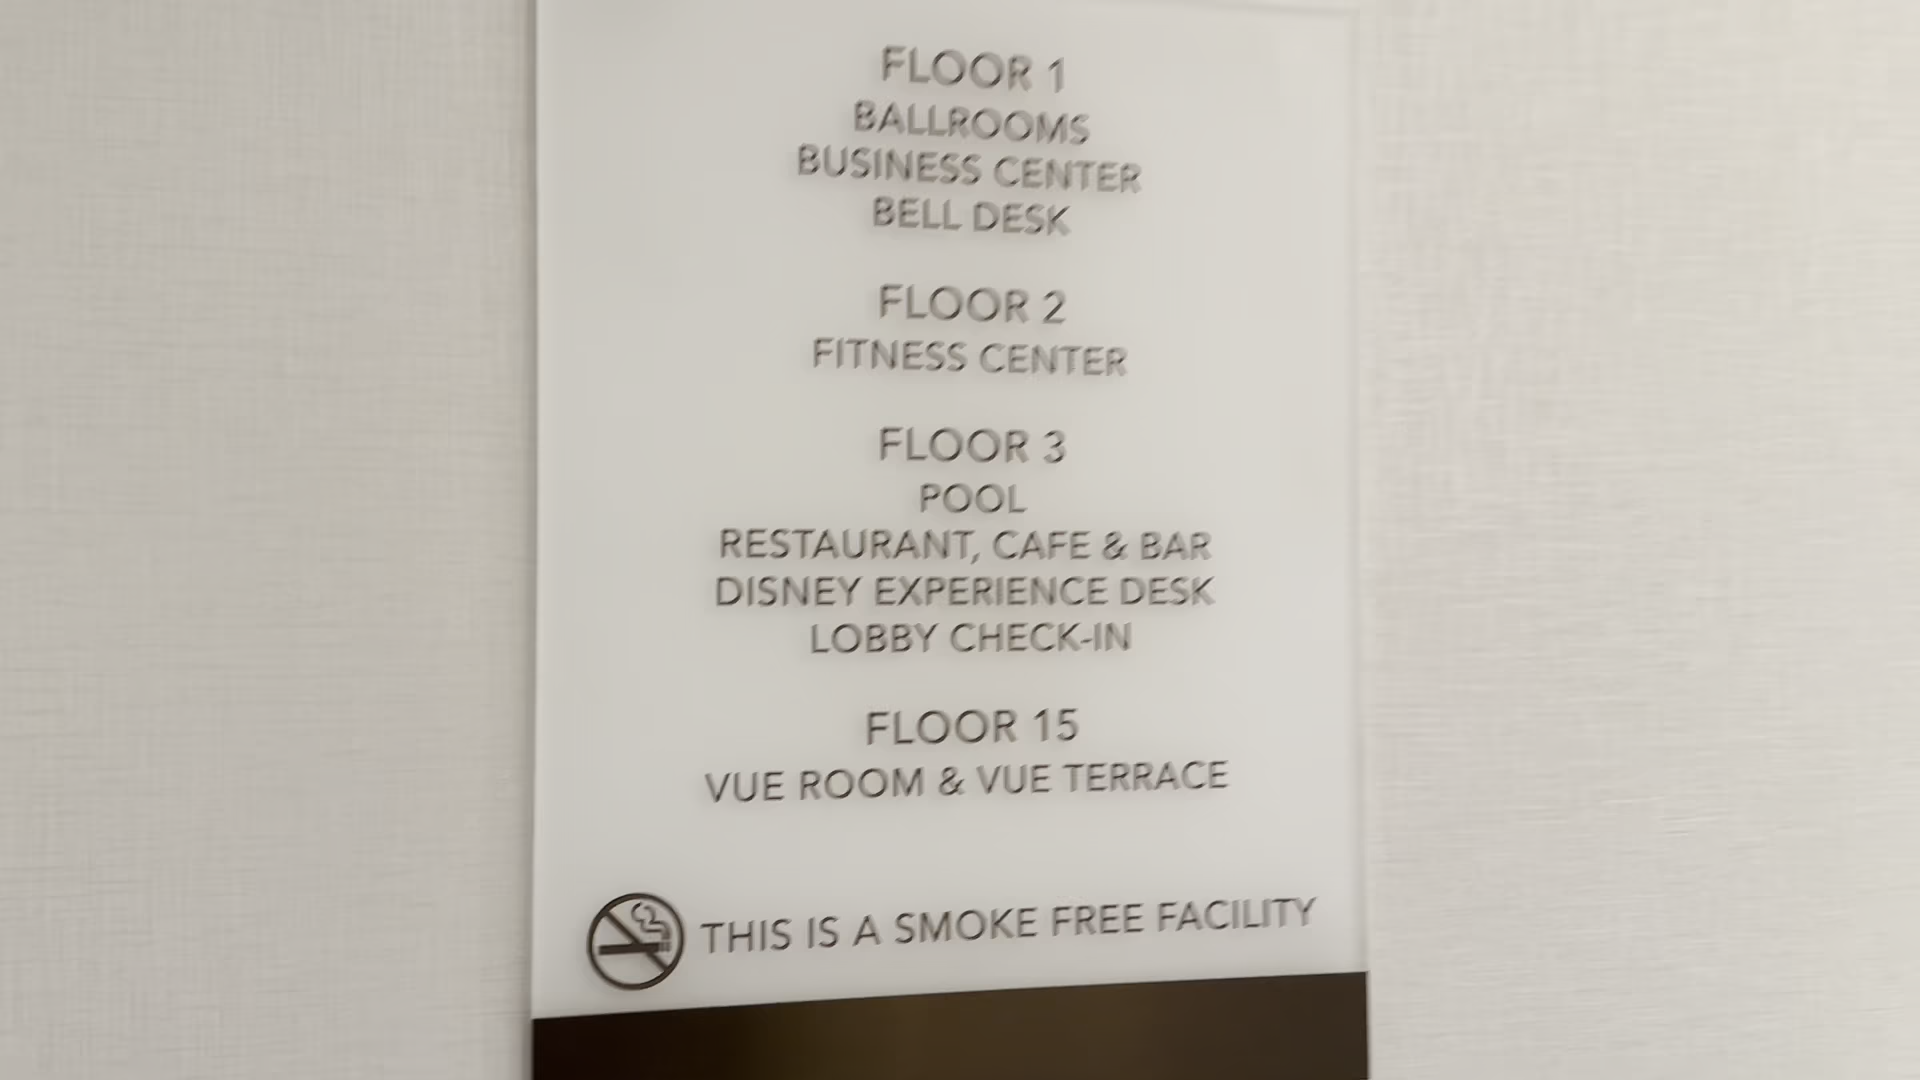 FLOOR 1
BALLROOMS
BUSINESS CENTER
BELL DESK
FLOOR 2
FITNESS CENTER
FLOOR 3
POOL
RESTAURANT, CAFE & BAR
DISNEY EXPERIENCE DESK
LOBBY CHECK-IN
FLOOR 15
VUE ROOM & VUE TERRACE
THIS IS A SMOKE FREE FACILITY